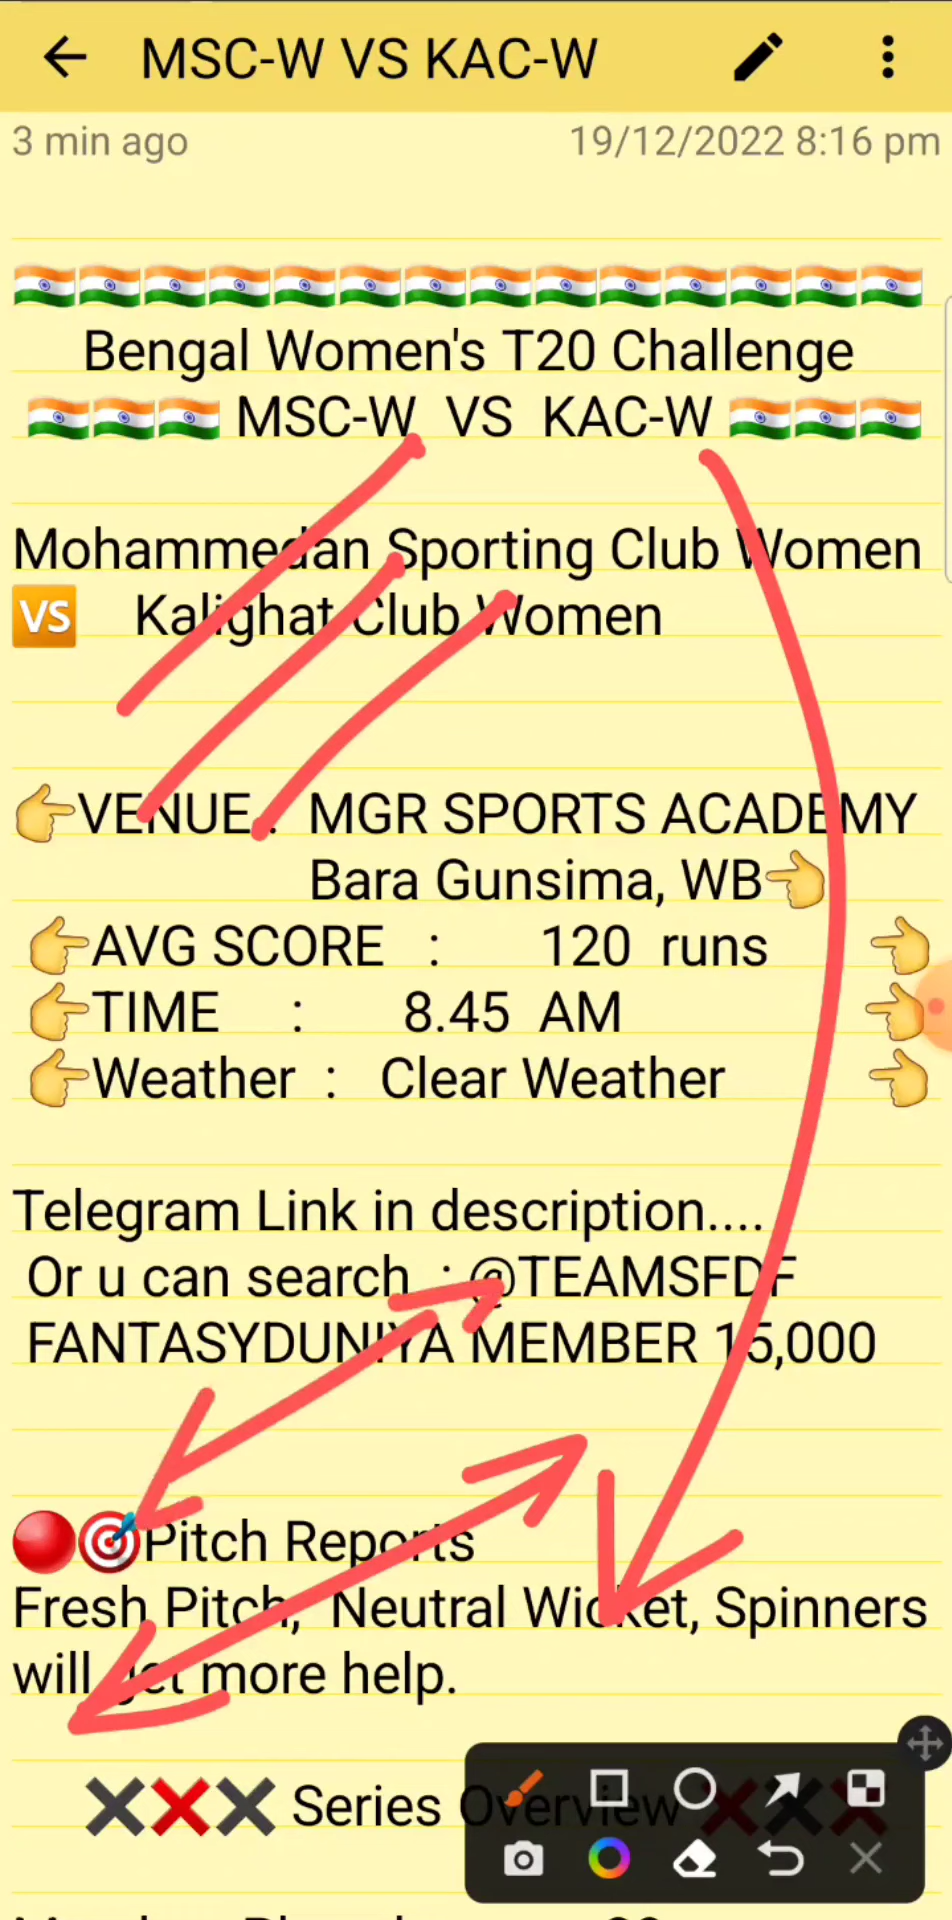 MSC-W VS KAC-W
3 min ago 19/12/2022 8:16 pm
Bengal Women's T20 Challenge
MSC-W VS KAC-W
Mohammedan Sporting Club Women
VS Kalighat Club Women
VENUE : MGR SPORTS ACADEMY
Bara Gunsima, WB
AVG SCORE : 120 runs
TIME : 8.45 AM
Weather : Clear Weather
Telegram Link in description....
Or u can search : @TEAMSFDF
FANTASYDUNIYA MEMBER 15,000
Pitch Reports
Fresh Pitch, Neutral Wicket, Spinners
will get more help.
Series Overview